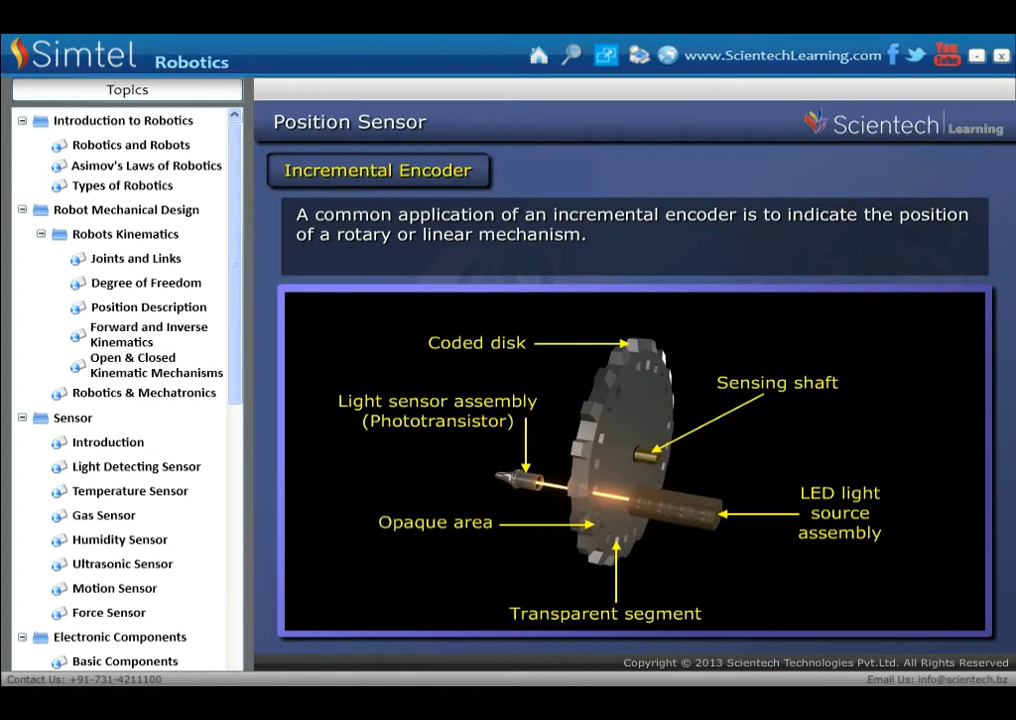 Simtel Robotics
www.ScientechLearning.com
You
Tube
Topics
Introduction to Robotics
Robotics and Robots
Asimov's Laws of Robotics
Types of Robotics
Robot Mechanical Design
Robots Kinematics
Joints and Links
Degree of Freedom
Position Description
Forward and Inverse
Kinematics
Open & Closed
Kinematic Mechanisms
Robotics & Mechatronics
Sensor
Introduction
Light Detecting Sensor
Temperature Sensor
Gas Sensor
Humidity Sensor
Ultrasonic Sensor
Motion Sensor
Force Sensor
Electronic Components
Basic Components
Position Sensor
Scientech Learning
Incremental Encoder
A common application of an incremental encoder is to indicate the position
of a rotary or linear mechanism.
Coded disk
Sensing shaft
Light sensor assembly
(Phototransistor)
LED light
source
assembly
Opaque area
Transparent segment
Copyright © 2013 Scientech Technologies Pvt.Ltd. All Rights Reserved
Contact Us: +91-731-4211100
Email Us: info@scientech.bz